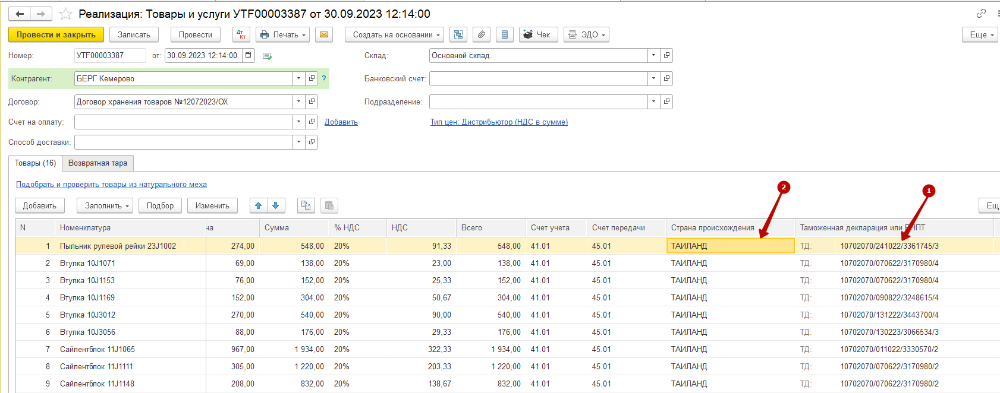 Реализация: Товары и услуги УТF00003387 от 30.09.2023 12:14:00
Провести и закрыть Записать Провести Дт Кт Печать Создать на основании Чек ЭДО Еще
Номер: УТF00003387 от: 30.09.2023 12:14:00 Склад: Основной склад.
Контрагент: БЕРГ Кемерово ? Банковский счет:
Договор: Договор хранения товаров №12072023/ОХ Подразделение:
Счет на оплату: Добавить Тип цен: Дистрибьютор (НДС в сумме)
Способ доставки:
Товары (16) Возвратная тара
Подобрать и проверить товары из натурального меха
2 1
Добавить Заполнить Подбор Изменить Ещ
N Номенклатура на Сумма % НДС НДС Всего Счет учета Счет передачи Страна происхождения Таможенная декларация или РНПТ
1 Пыльник рулевой рейки 23J1002 274,00 548,00 20% 91,33 548,00 41.01 45.01 ТАИЛАНД ТД: 10702070/241022/3361745/3
2 Втулка 10J1071 69,00 138,00 20% 23,00 138,00 41.01 45.01 ТАИЛАНД ТД: 10702070/070622/3170980/4
3 Втулка 10J1153 76,00 152,00 20% 25,33 152,00 41.01 45.01 ТАИЛАНД ТД: 10702070/070622/3170980/4
4 Втулка 10J1169 152,00 304,00 20% 50,67 304,00 41.01 45.01 ТАИЛАНД ТД: 10702070/090822/3248615/4
5 Втулка 10J3012 270,00 540,00 20% 90,00 540,00 41.01 45.01 ТАИЛАНД ТД: 10702070/131222/3443700/4
6 Втулка 10J3056 88,00 176,00 20% 29,33 176,00 41.01 45.01 ТАИЛАНД ТД: 10702070/130223/3066534/3
7 Сайлентблок 11J1065 967,00 1 934,00 20% 322,33 1 934,00 41.01 45.01 ТАИЛАНД ТД: 10702070/011022/3330570/2
8 Сайлентблок 11J1111 305,00 1 220,00 20% 203,33 1 220,00 41.01 45.01 ТАИЛАНД ТД: 10702070/070622/3170980/2
9 Сайлентблок 11J1148 208,00 832,00 20% 138,67 832,00 41.01 45.01 ТАИЛАНД ТД: 10702070/070622/3170980/2